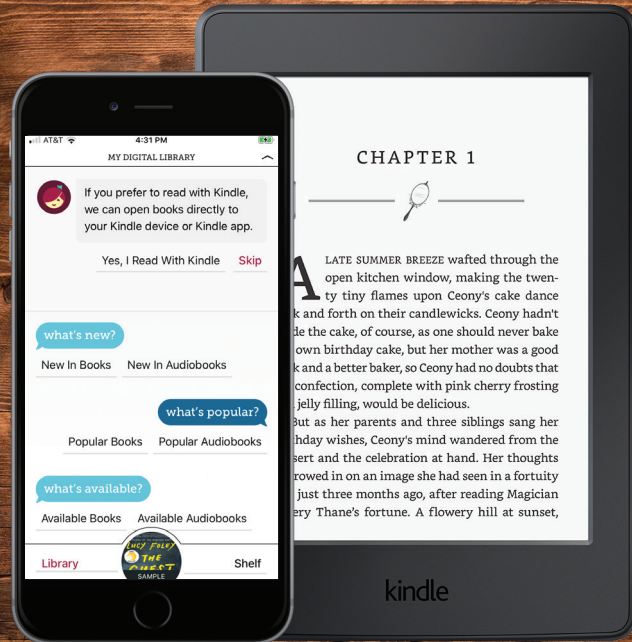 AT&T
4:31 PM
MY DIGITAL LIBRARY
If you prefer to read with Kindle,
we can open books directly to
your Kindle device or Kindle app.
Yes, I Read With Kindle
Skip
what's new?
New In Books
New In Audiobooks
what's popular?
Popular Books
Popular Audiobooks
what's available?
Available Books
Available Audiobooks
Library
LUCY FOLEY
THE
GUEST
SAMPLE
Shelf
CHAPTER 1
A LATE SUMMER BREEZE wafted through the
open kitchen window, making the twen-
ty tiny flames upon Ceony's cake dance
k and forth on their candlewicks. Ceony hadn't
de the cake, of course, as one should never bake
own birthday cake, but her mother was a good
k and a better baker, so Ceony had no doubts that
confection, complete with pink cherry frosting
jelly filling, would be delicious.
But as her parents and three siblings sang her
hday wishes, Ceony's mind wandered from the
sert and the celebration at hand. Her thoughts
rowed in on an image she had seen in a fortuity
just three months ago, after reading Magician
ery Thane's fortune. A flowery hill at sunset,
kindle